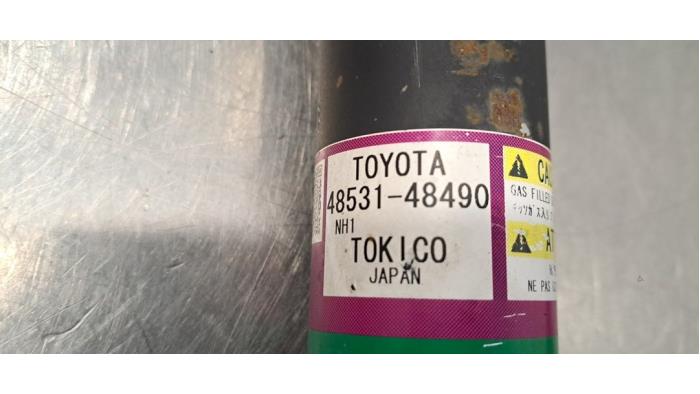 TOYOTA
48531-48490
NH1
TOKICO
JAPAN
GAS FILLED
NE PAS